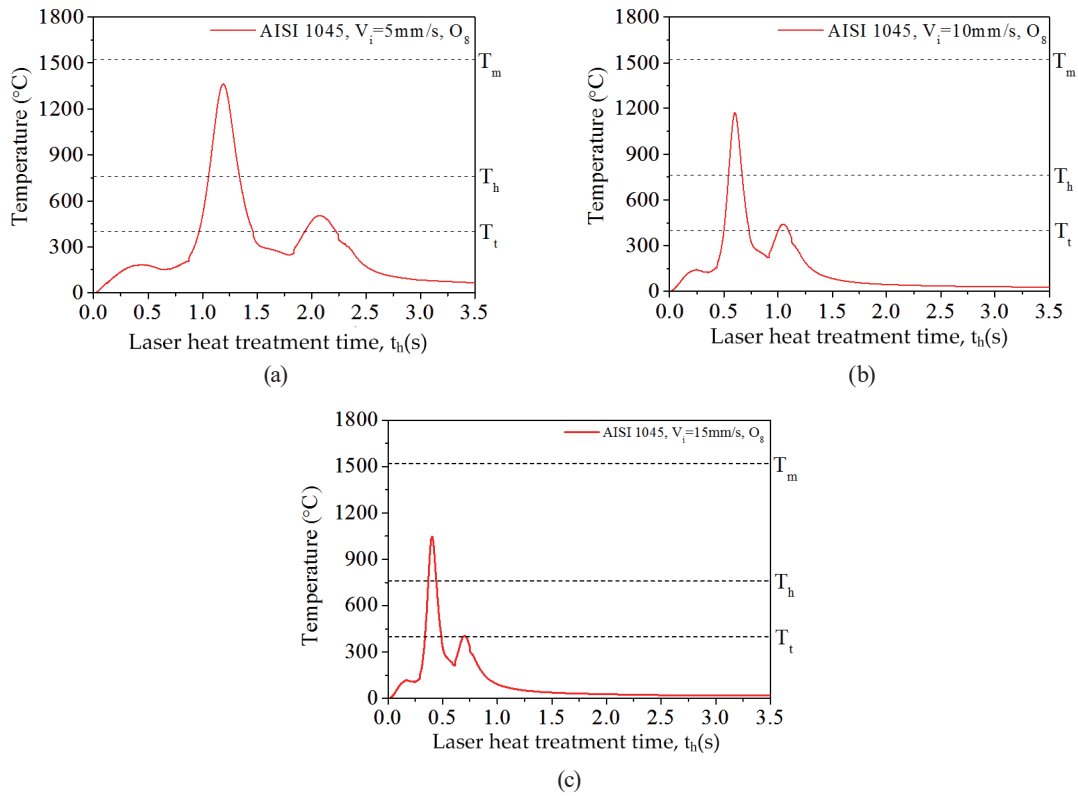 AISI 1045, Vᵢ=5mm/s, O₈
1800
1500
1200
900
600
300
0
Temperature (°C)
Tₘ
Tₕ
Tₜ
0.0 0.5 1.0 1.5 2.0 2.5 3.0 3.5
Laser heat treatment time, tₕ(s)
(a)
AISI 1045, Vᵢ=10mm/s, O₈
1800
1500
1200
900
600
300
0
Temperature (°C)
Tₘ
Tₕ
Tₜ
0.0 0.5 1.0 1.5 2.0 2.5 3.0 3.5
Laser heat treatment time, tₕ(s)
(b)
AISI 1045, Vᵢ=15mm/s, O₈
1800
1500
1200
900
600
300
0
Temperature (°C)
Tₘ
Tₕ
Tₜ
0.0 0.5 1.0 1.5 2.0 2.5 3.0 3.5
Laser heat treatment time, tₕ(s)
(c)